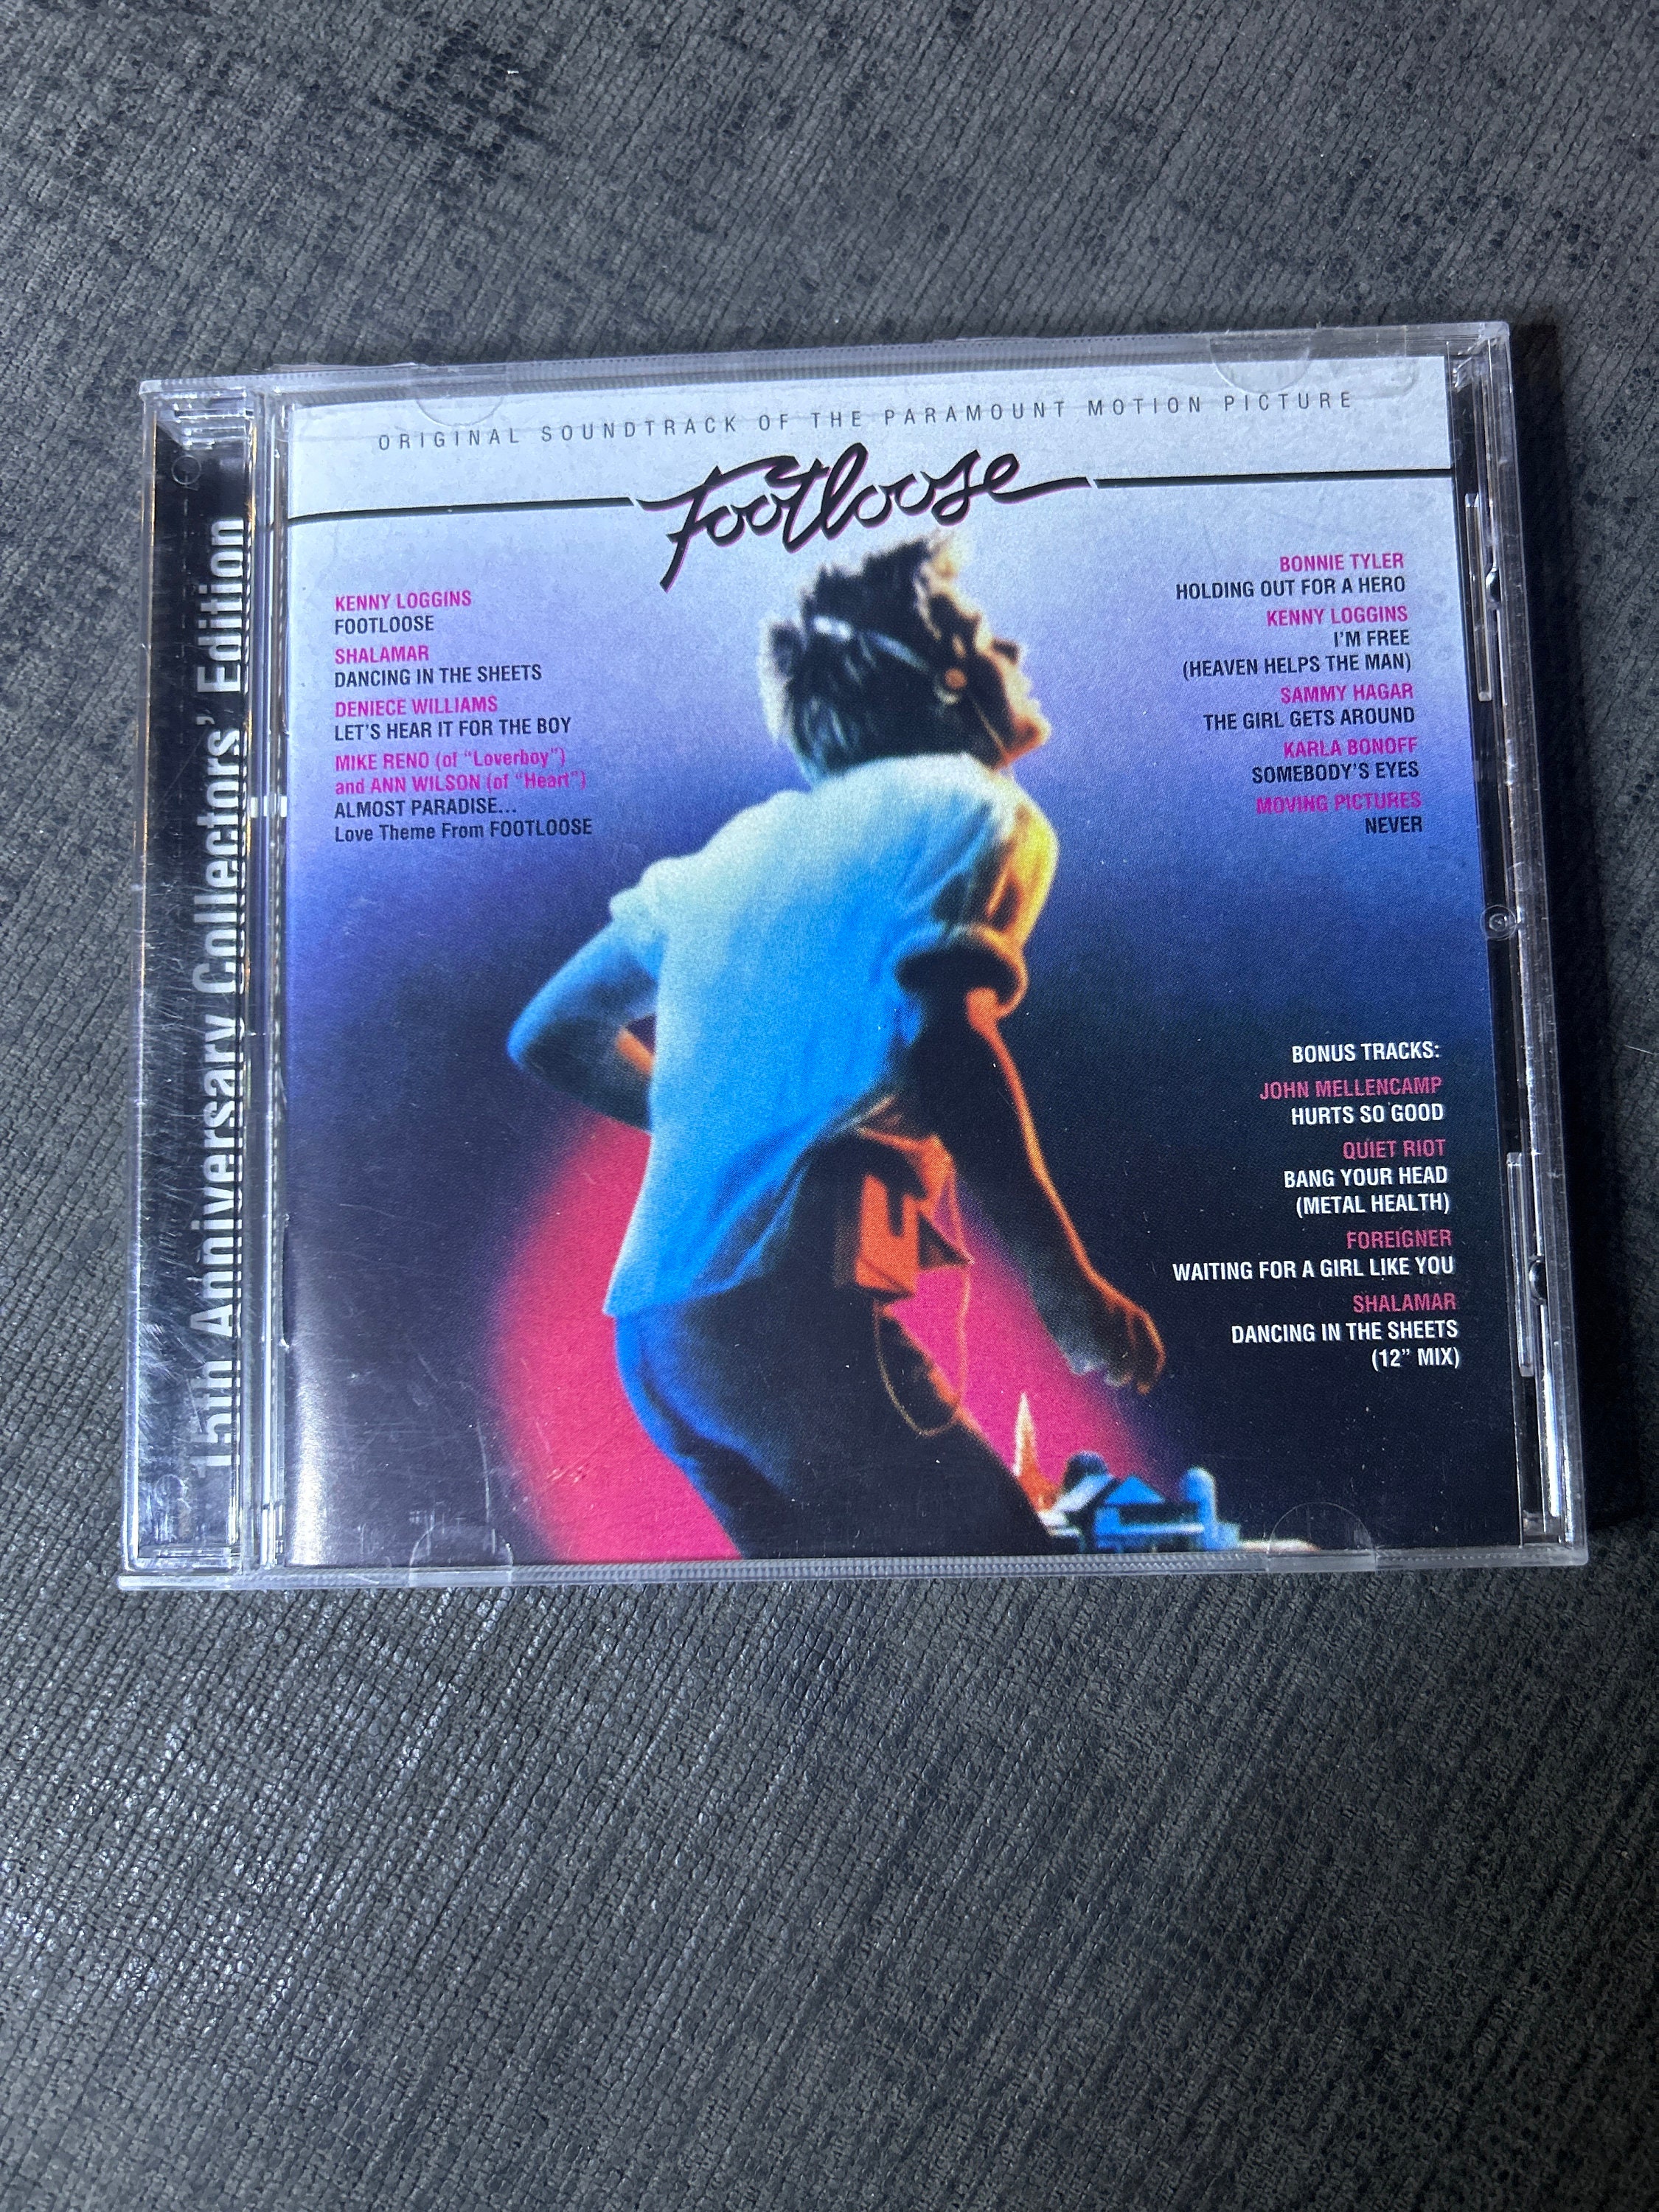 ORIGINAL SOUNDTRACK OF THE PARAMOUNT MOTION PICTURE
Footloose
KENNY LOGGINS
FOOTLOOSE
SHALAMAR
DANCING IN THE SHEETS
DENIECE WILLIAMS
LET'S HEAR IT FOR THE BOY
MIKE RENO (of "Loverboy")
and ANN WILSON (of "Heart")
ALMOST PARADISE...
Love Theme From FOOTLOOSE
BONNIE TYLER
HOLDING OUT FOR A HERO
KENNY LOGGINS
I'M FREE
(HEAVEN HELPS THE MAN)
SAMMY HAGAR
THE GIRL GETS AROUND
KARLA BONOFF
SOMEBODY'S EYES
MOVING PICTURES
NEVER
BONUS TRACKS:
JOHN MELLENCAMP
HURTS SO GOOD
QUIET RIOT
BANG YOUR HEAD
(METAL HEALTH)
FOREIGNER
WAITING FOR A GIRL LIKE YOU
SHALAMAR
DANCING IN THE SHEETS
(12" MIX)
15th Anniversary Collectors' Edition